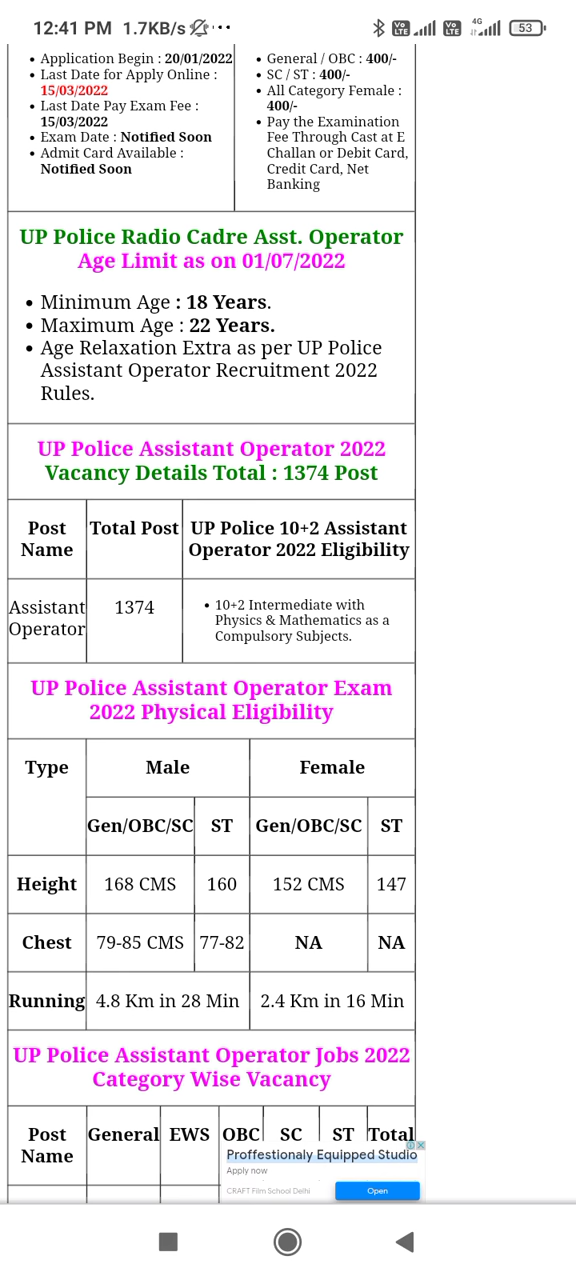 12:41 PM 1.7KB/s
4G
53
• Application Begin : 20/01/2022
• Last Date for Apply Online :
15/03/2022
• Last Date Pay Exam Fee :
15/03/2022
• Exam Date : Notified Soon
• Admit Card Available :
Notified Soon
• General / OBC : 400/-
• SC / ST : 400/-
• All Category Female :
400/-
• Pay the Examination
Fee Through Cast at E
Challan or Debit Card,
Credit Card, Net
Banking
UP Police Radio Cadre Asst. Operator
Age Limit as on 01/07/2022
• Minimum Age : 18 Years.
• Maximum Age : 22 Years.
• Age Relaxation Extra as per UP Police
Assistant Operator Recruitment 2022
Rules.
UP Police Assistant Operator 2022
Vacancy Details Total : 1374 Post
Post Name
Total Post
UP Police 10+2 Assistant
Operator 2022 Eligibility
Assistant
Operator
1374
• 10+2 Intermediate with
Physics & Mathematics as a
Compulsory Subjects.
UP Police Assistant Operator Exam
2022 Physical Eligibility
Type Male Female
Gen/OBC/SC ST Gen/OBC/SC ST
Height 168 CMS 160 152 CMS 147
Chest 79-85 CMS 77-82 NA NA
Running 4.8 Km in 28 Min 2.4 Km in 16 Min
UP Police Assistant Operator Jobs 2022
Category Wise Vacancy
Post Name
General EWS OBC SC ST Total
Proffestionaly Equipped Studio
Apply now
CRAFT Film School Delhi
Open